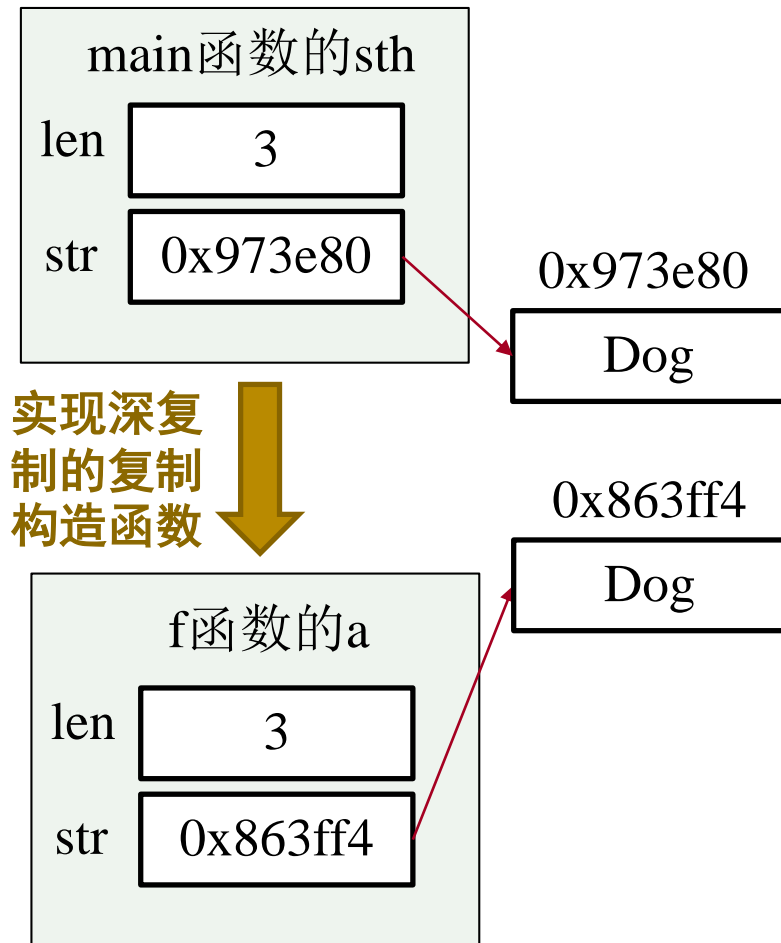 main函数的sth
len
3
str
0x973e80
0x973e80
Dog
实现深复
制的复制
构造函数
0x863ff4
Dog
f函数的a
len
3
str
0x863ff4